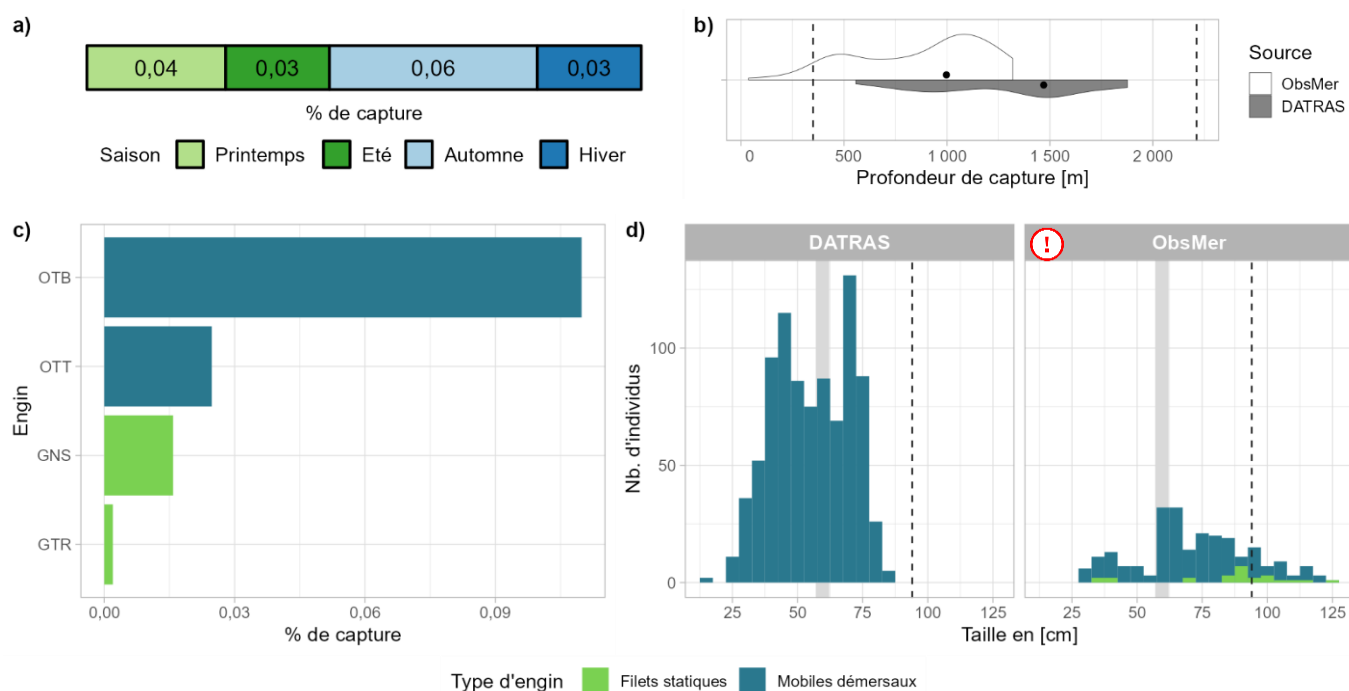 a)
0,04 0,03 0,06 0,03
% de capture
Saison Printemps Eté Automne Hiver
b)
0 500 1 000 1 500 2 000
Profondeur de capture [m]
Source
ObsMer
DATRAS
c)
Engin
OTB
OTT
GNS
GTR
0,00 0,03 0,06 0,09
% de capture
d)
DATRAS
! ObsMer
Nb. d'individus
100
50
0
25 50 75 100 125 25 50 75 100 125
Taille en [cm]
Type d'engin Filets statiques Mobiles démersaux